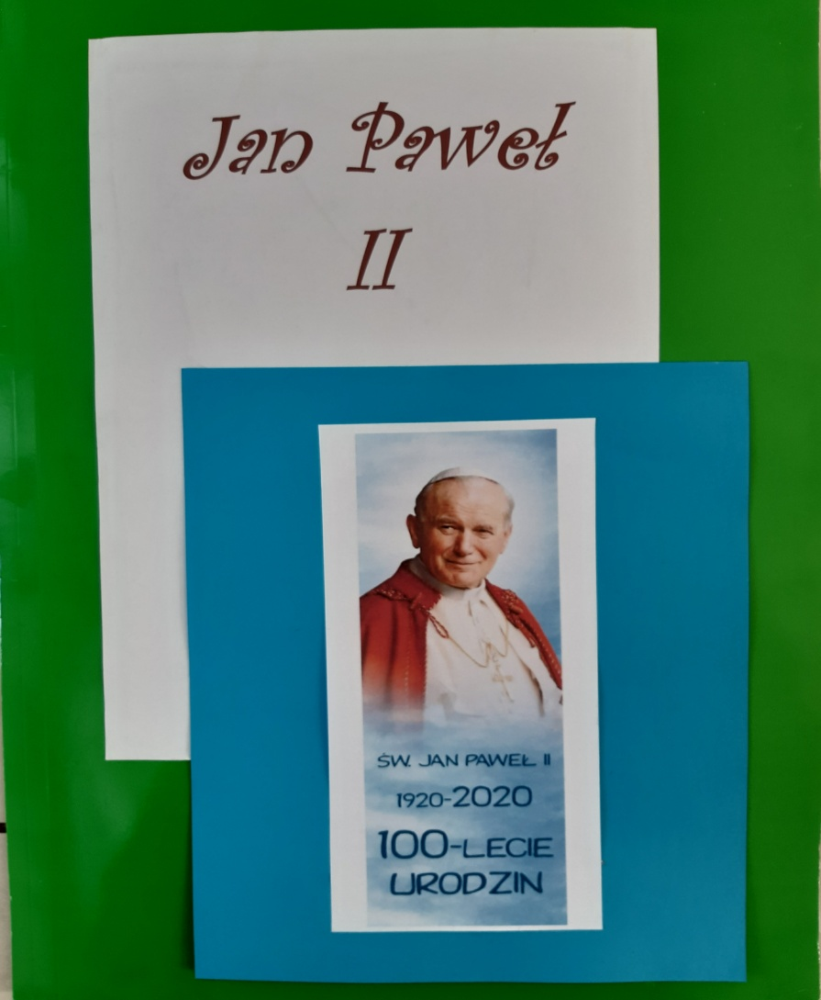 Jan Paweł
II
ŚW. JAN PAWEŁ II
1920-2020
100-LECIE
URODZIN